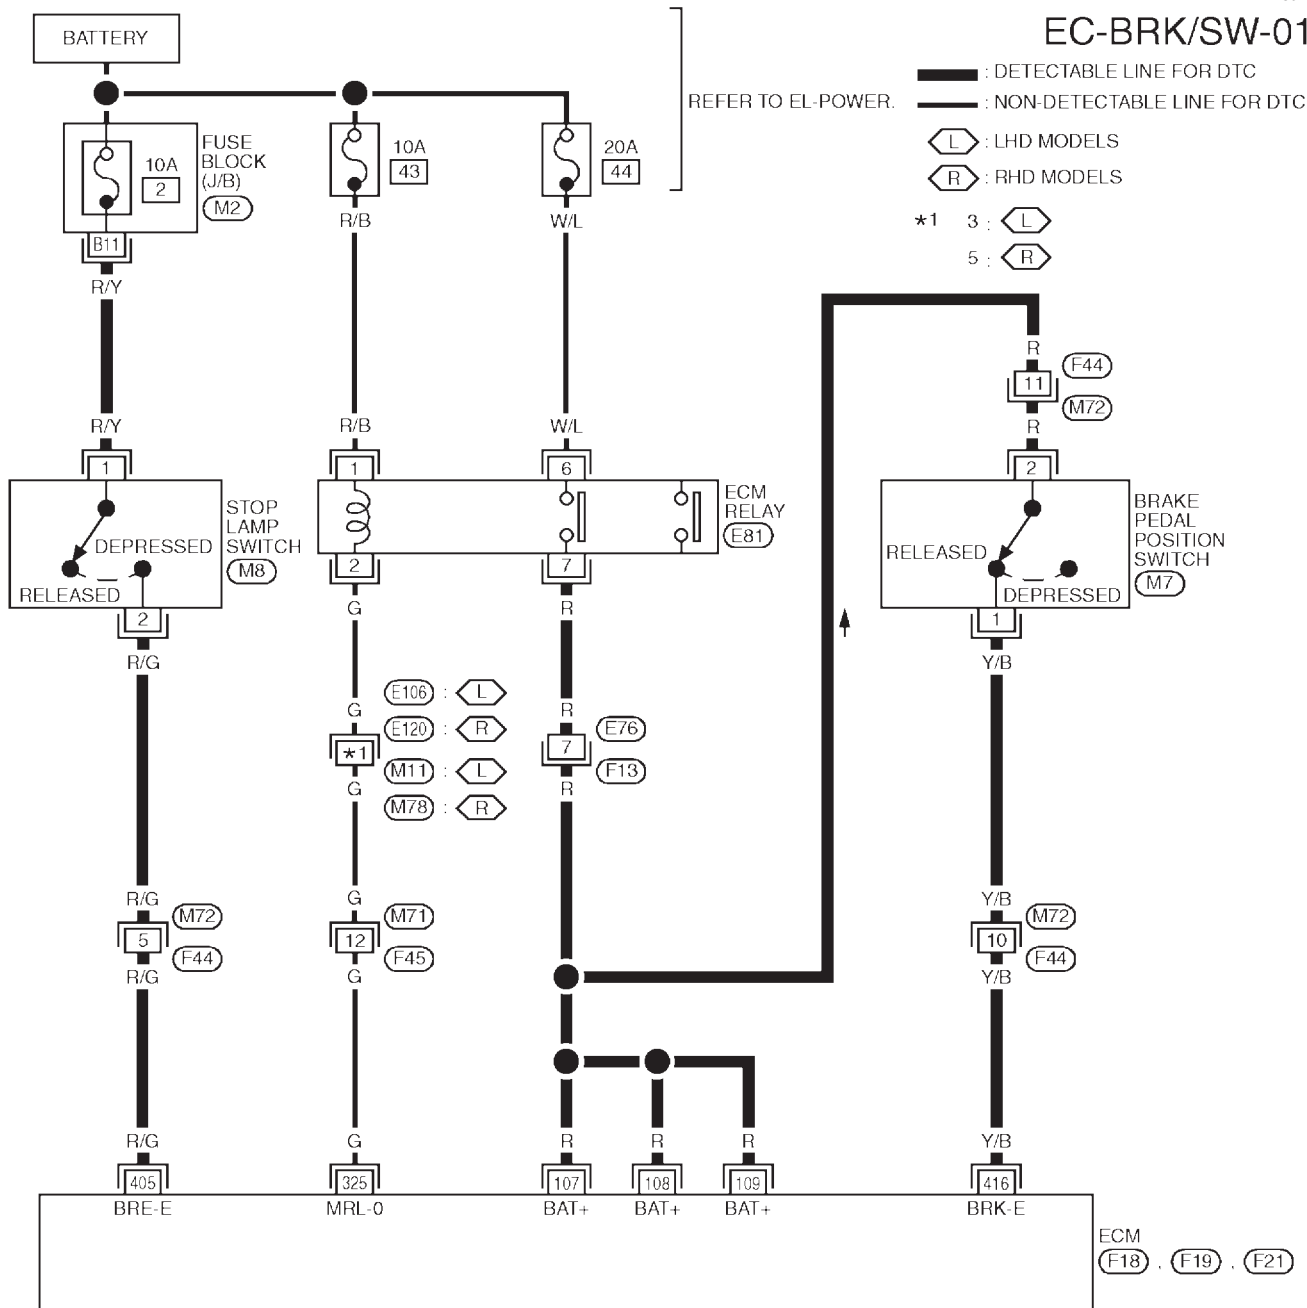 EC-BRK/SW-01
BATTERY
: DETECTABLE LINE FOR DTC
: NON-DETECTABLE LINE FOR DTC
REFER TO EL-POWER.
L : LHD MODELS
R : RHD MODELS
*1 3 : L
5 : R
10A
2
FUSE
BLOCK
(J/B)
M2
10A
43
20A
44
B11
R/Y
R/B
W/L
R
11
F44
M72
R
R/Y
R/B
W/L
1
1
6
2
STOP
LAMP
SWITCH
M8
DEPRESSED
RELEASED
ECM
RELAY
E81
BRAKE
PEDAL
POSITION
SWITCH
M7
RELEASED
DEPRESSED
2
2
7
1
R/G
G
R
Y/B
E106 : L
E120 : R
M11 : L
M78 : R
G
*1
G
R
7
R
E76
F13
R/G
5
R/G
M72
F44
G
12
G
M71
F45
Y/B
10
Y/B
M72
F44
R/G
G
R
R
R
Y/B
405
325
107
108
109
416
BRE-E
MRL-0
BAT+
BAT+
BAT+
BRK-E
ECM
F18 , F19 , F21